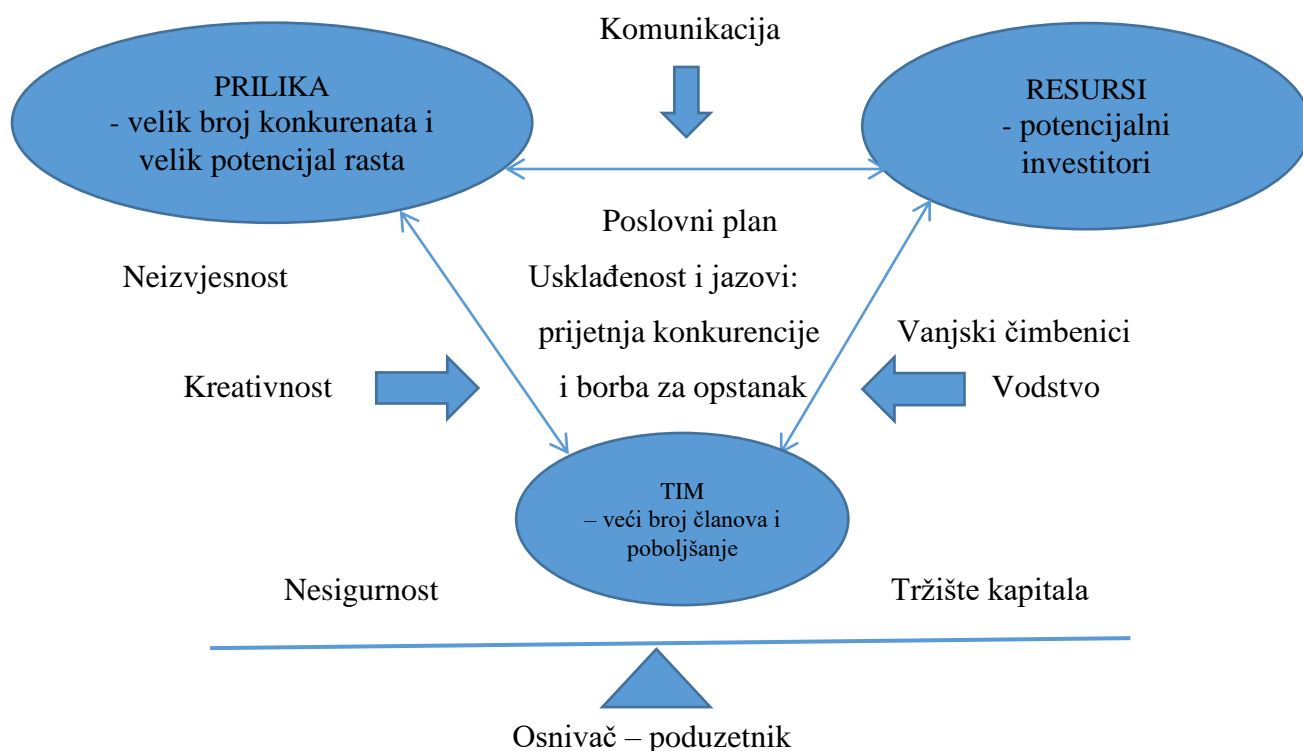 Komunikacija
PRILIKA
- velik broj konkurenata i
velik potencijal rasta
RESURSI
- potencijalni
investitori
Poslovni plan
Neizvjesnost
Usklađenost i jazovi:
prijetnja konkurencije
Vanjski čimbenici
Kreativnost
i borba za opstanak
Vodstvo
TIM
– veći broj članova i
poboljšanje
Nesigurnost
Tržište kapitala
Osnivač – poduzetnik